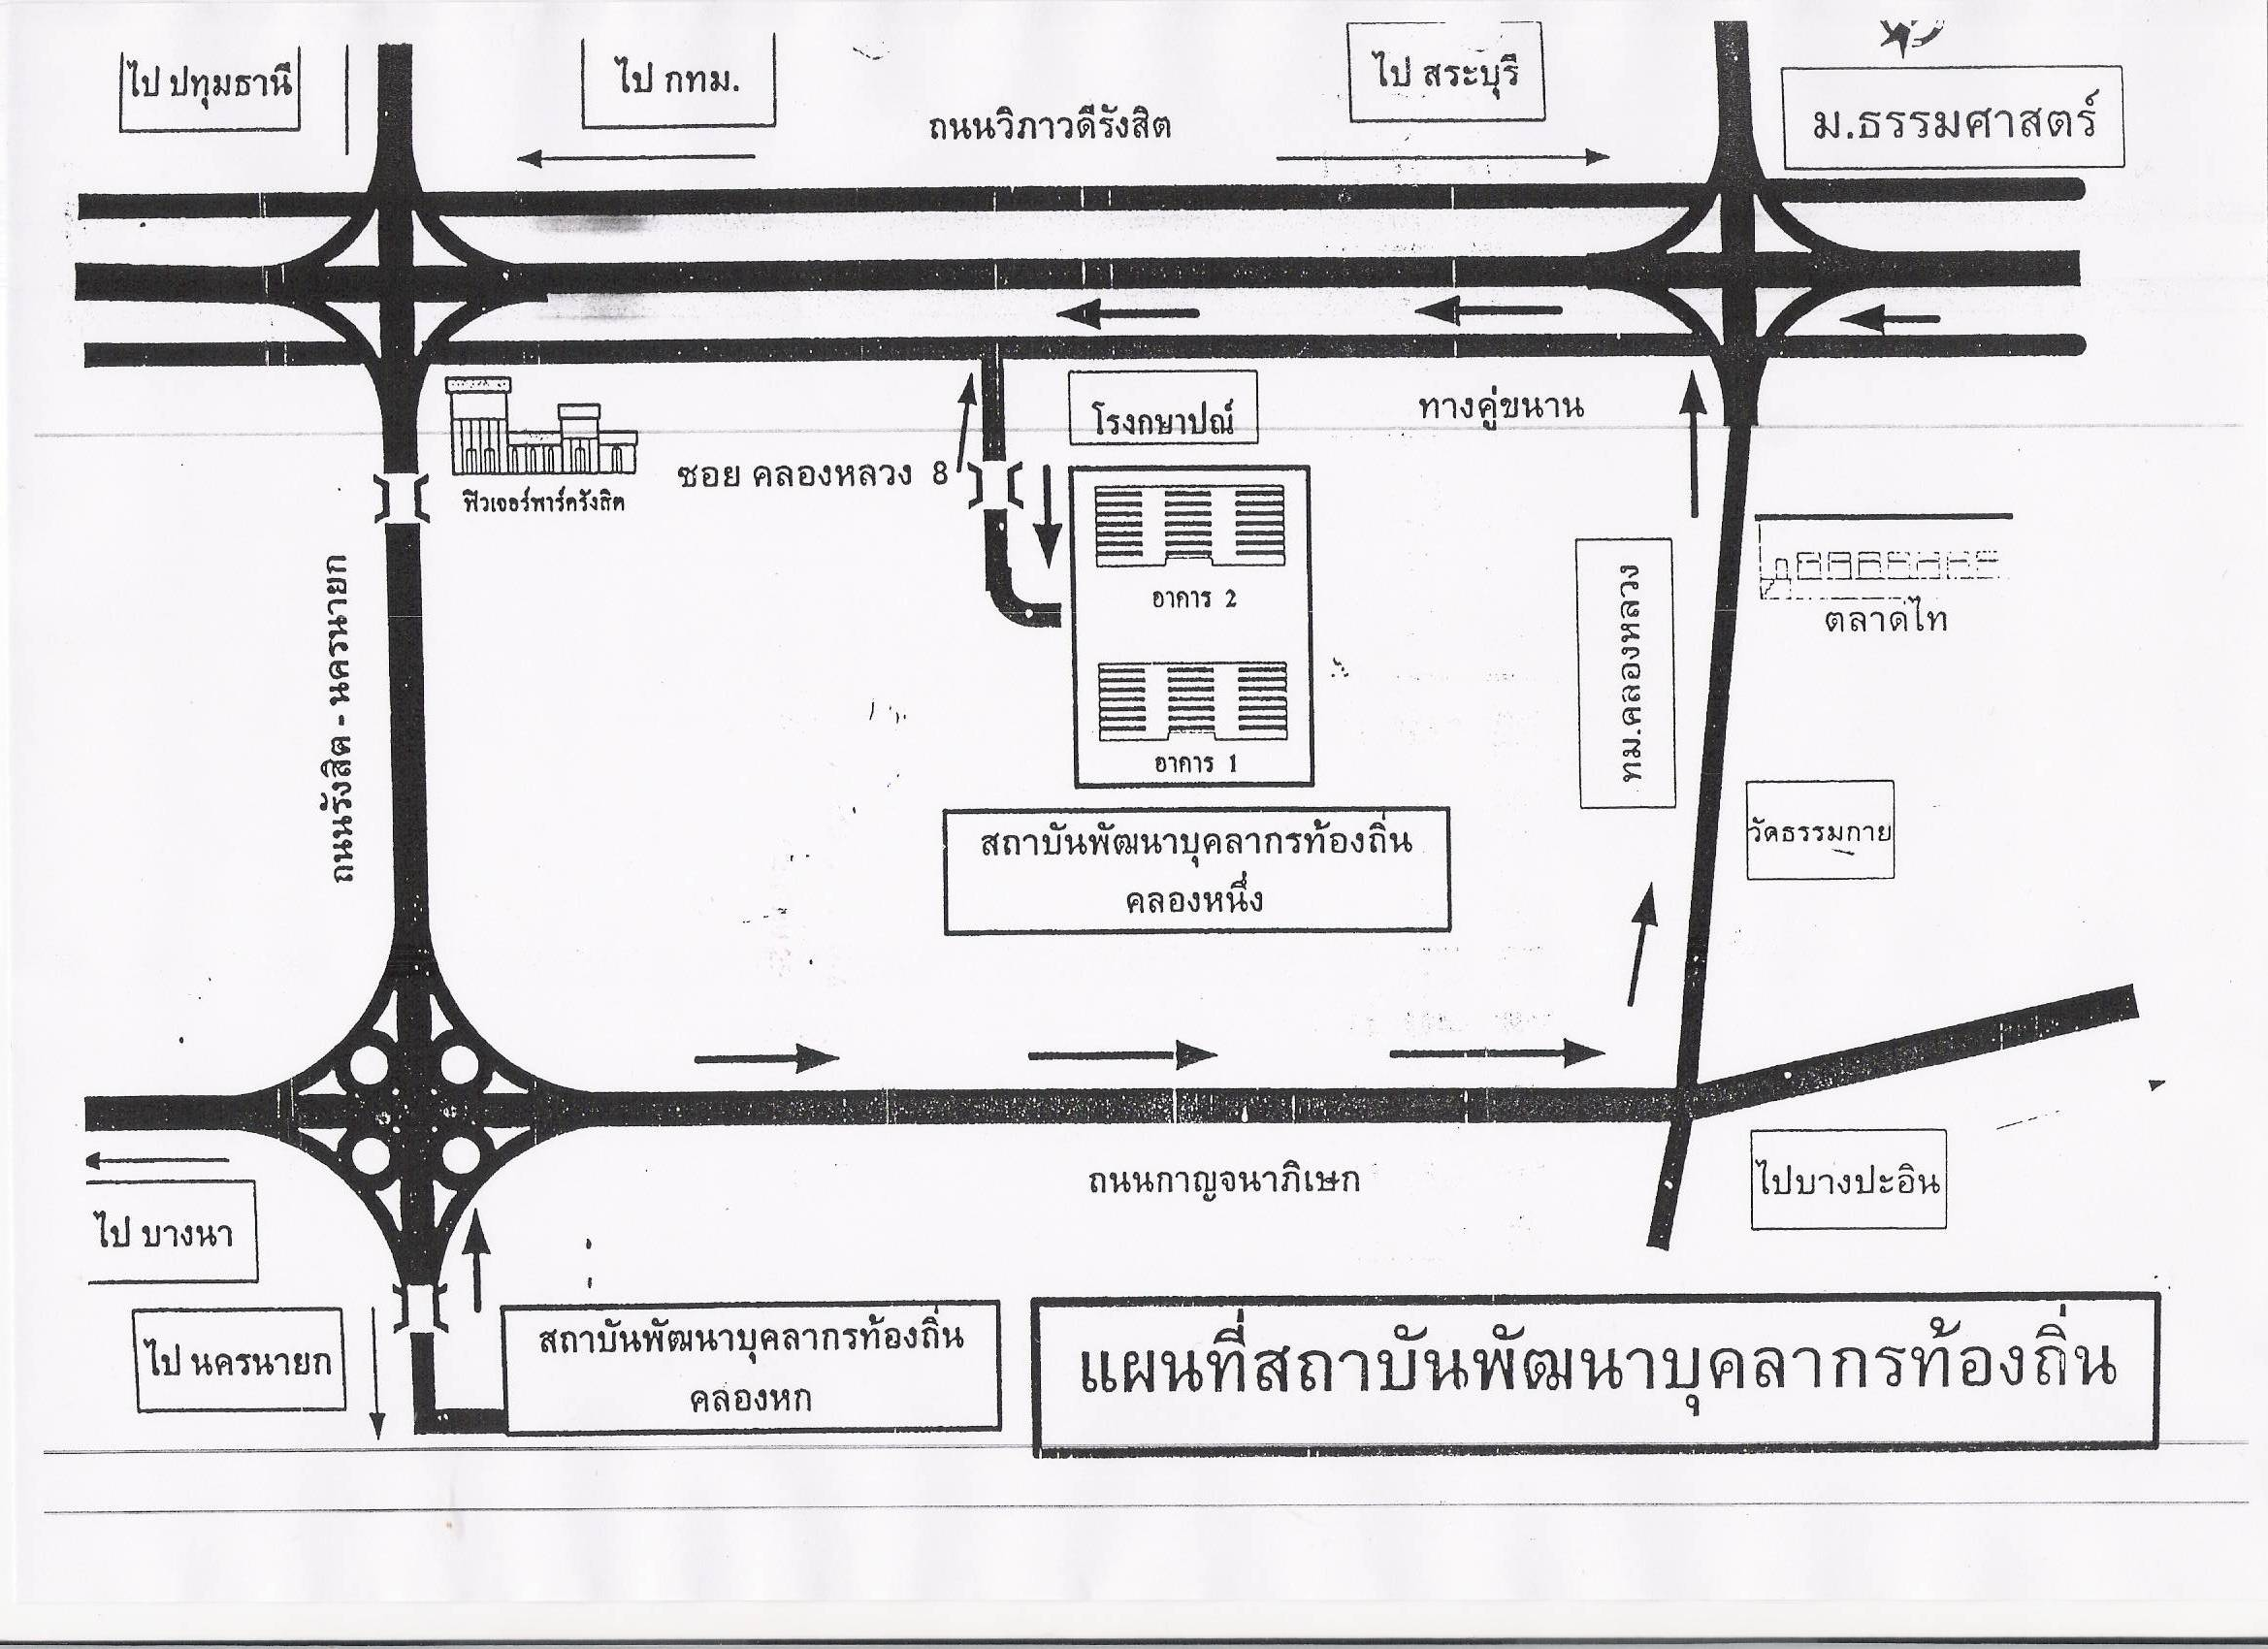 ไป ปทุมธานี
ไป กทม.
ไป สระบุรี
ถนนวิภาวดีรังสิต
ม.ธรรมศาสตร์
โรงกษาปณ์
ทางคู่ขนาน
ซอย คลองหลวง 8
ฟิวเจอร์พาร์ครังสิต
ถนนรังสิต - นครนายก
อาคาร 2
ทม.คลองหลวง
ตลาดไท
อาคาร 1
สถาบันพัฒนาบุคลากรท้องถิ่น
คลองหนึ่ง
วัดธรรมกาย
ถนนกาญจนาภิเษก
ไปบางปะอิน
ไป บางนา
ไป นครนายก
สถาบันพัฒนาบุคลากรท้องถิ่น
คลองหก
แผนที่สถาบันพัฒนาบุคลากรท้องถิ่น